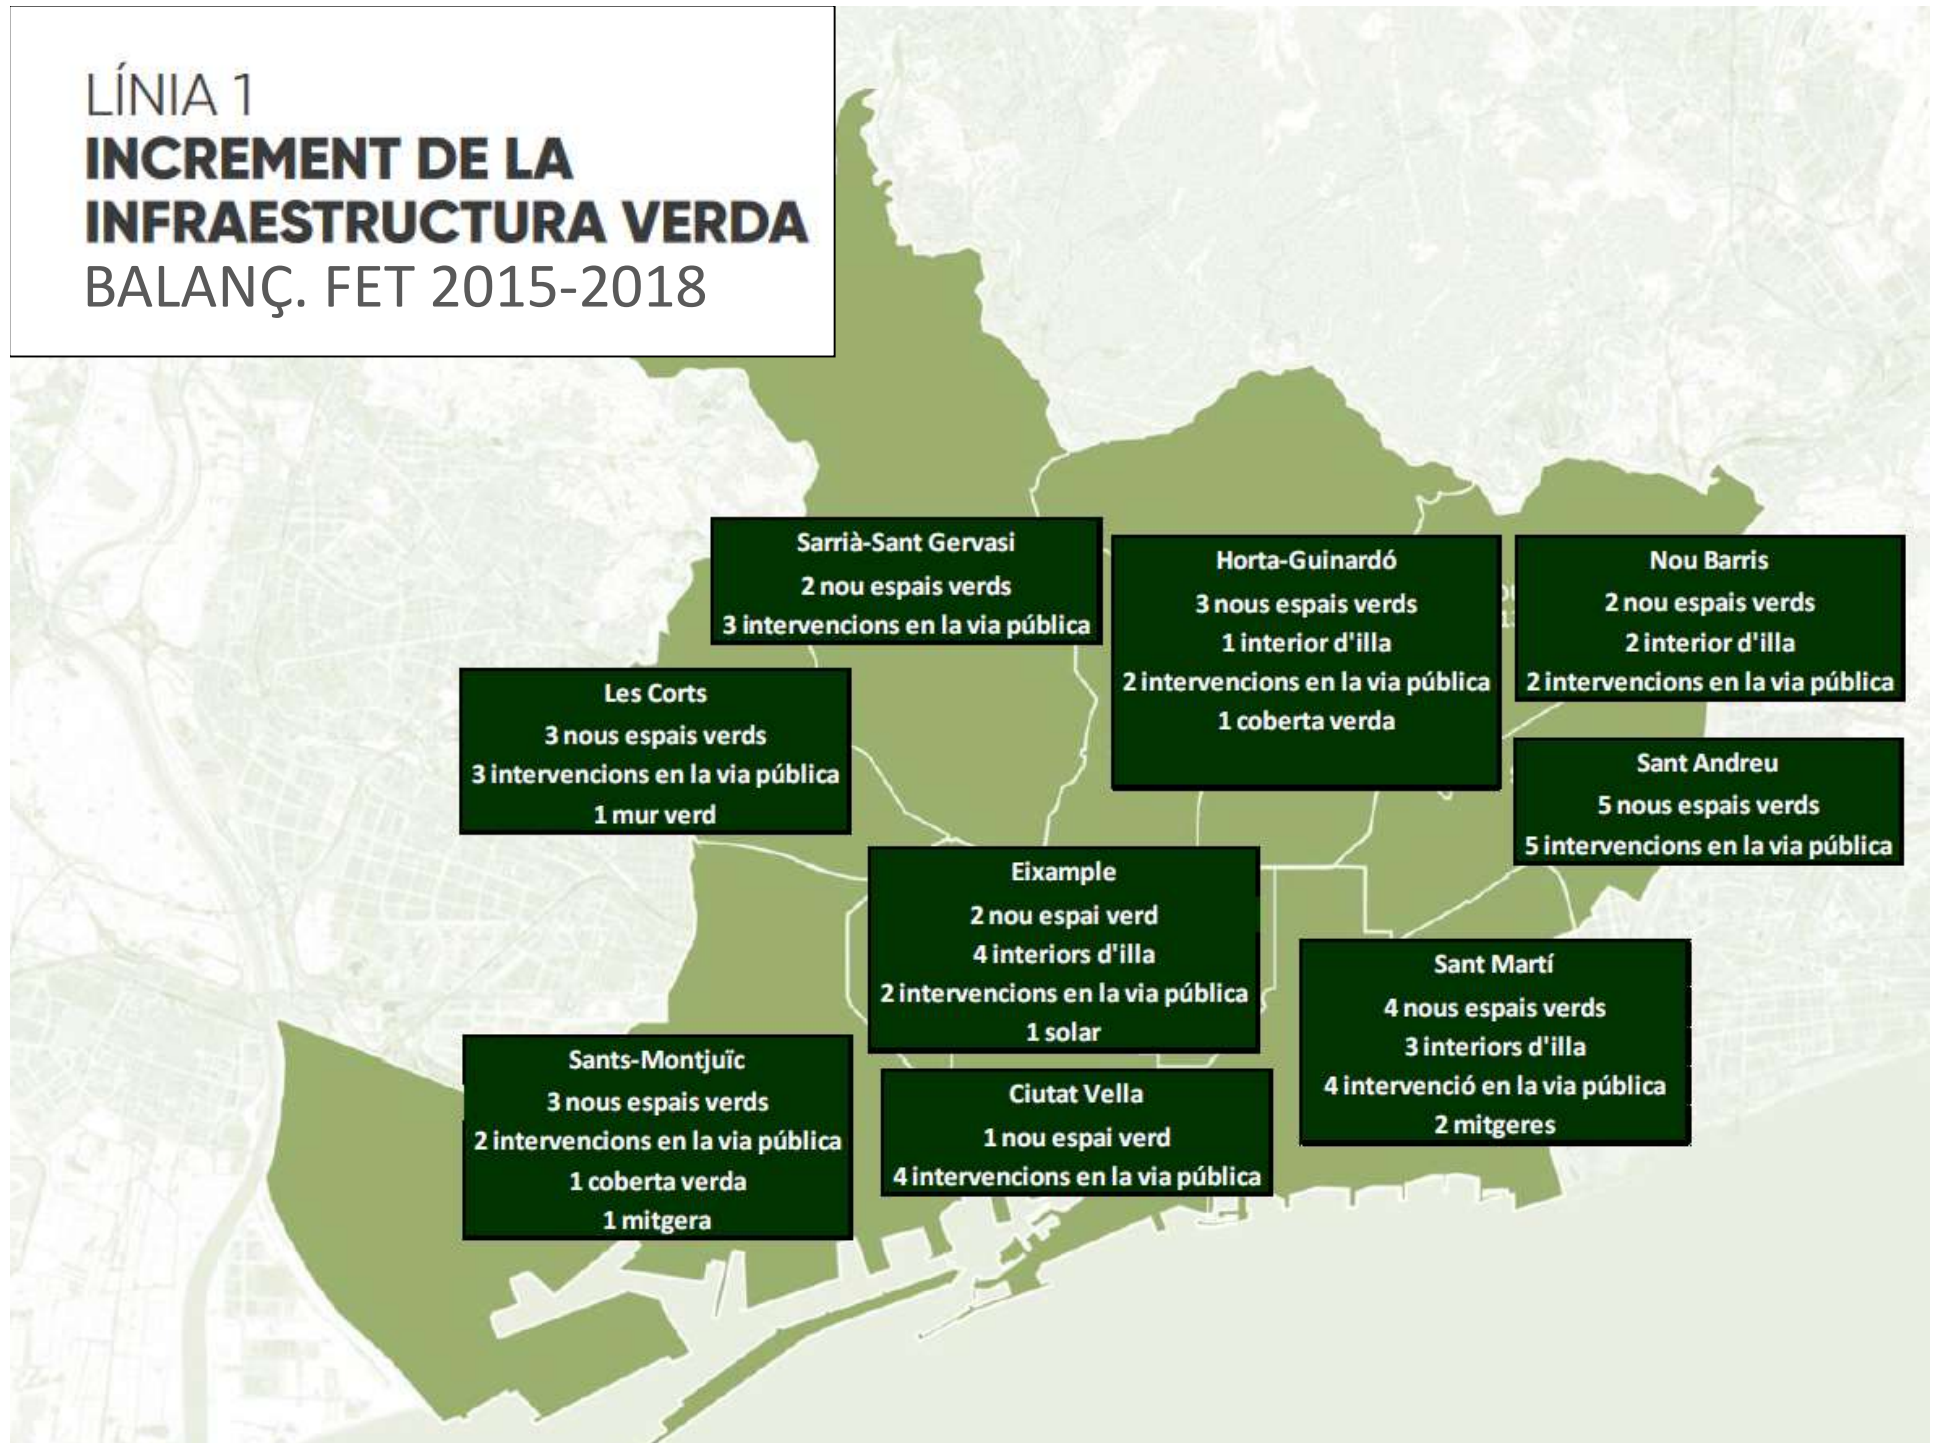 LÍNIA 1
INCREMENT DE LA
INFRAESTRUCTURA VERDA
BALANÇ. FET 2015-2018
Sarrià-Sant Gervasi
2 nou espais verds
3 intervencions en la via pública
Horta-Guinardó
3 nous espais verds
1 interior d'illa
2 intervencions en la via pública
1 coberta verda
Nou Barris
2 nou espais verds
2 interior d'illa
2 intervencions en la via pública
Les Corts
3 nous espais verds
3 intervencions en la via pública
1 mur verd
Sant Andreu
5 nous espais verds
5 intervencions en la via pública
Eixample
2 nou espai verd
4 interiors d'illa
2 intervencions en la via pública
1 solar
Sant Martí
4 nous espais verds
3 interiors d'illa
4 intervenció en la via pública
2 mitgeres
Sants-Montjuïc
3 nous espais verds
2 intervencions en la via pública
1 coberta verda
1 mitgera
Ciutat Vella
1 nou espai verd
4 intervencions en la via pública